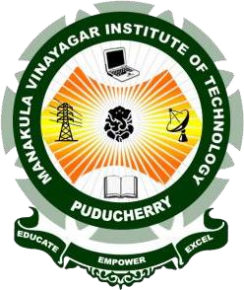 MANAKULA VINAYAGAR INSTITUTE OF TECHNOLOGY
PUDUCHERRY
EDUCATE
EMPOWER
EXCEL